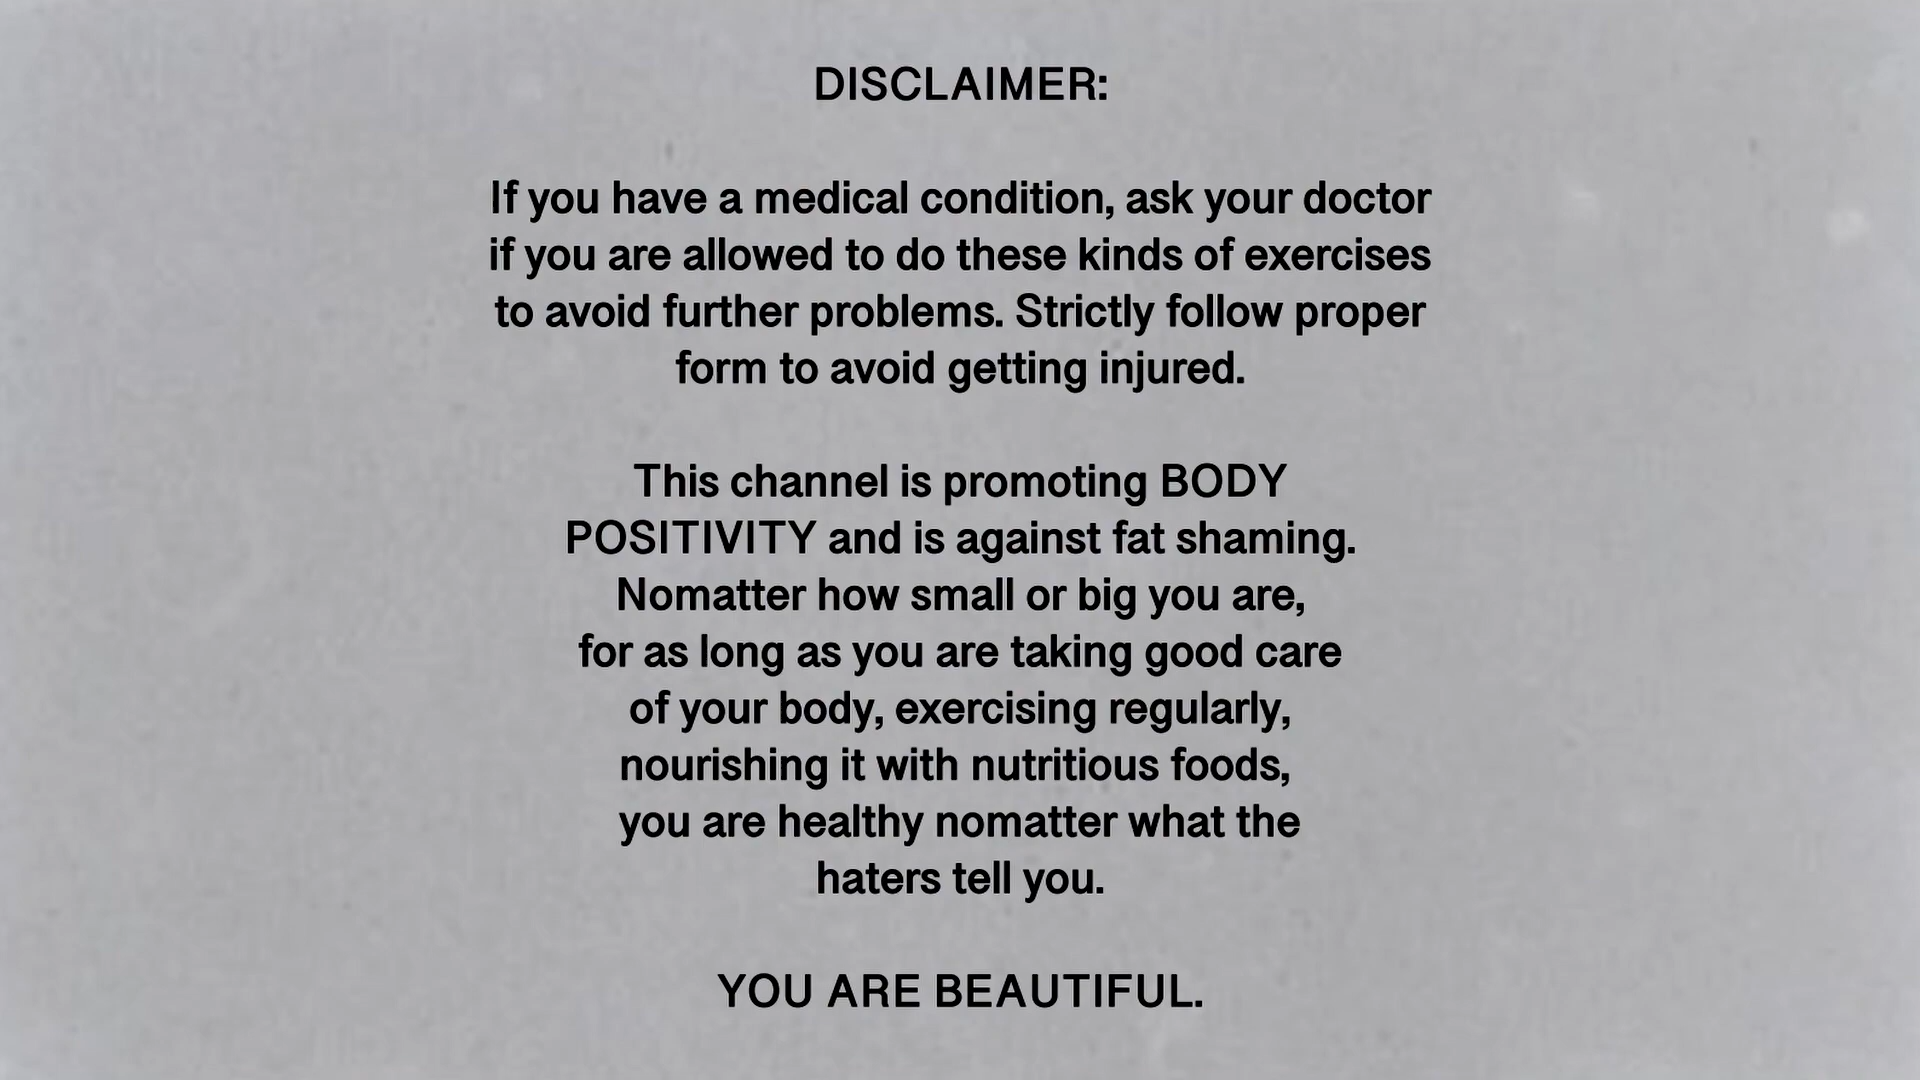 DISCLAIMER:
If you have a medical condition, ask your doctor
if you are allowed to do these kinds of exercises
to avoid further problems. Strictly follow proper
form to avoid getting injured.
This channel is promoting BODY
POSITIVITY and is against fat shaming.
Nomatter how small or big you are,
for as long as you are taking good care
of your body, exercising regularly,
nourishing it with nutritious foods,
you are healthy nomatter what the
haters tell you.
YOU ARE BEAUTIFUL.